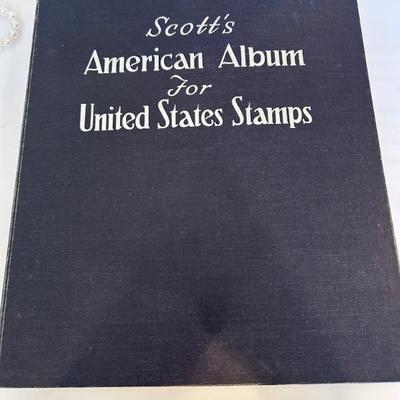 Scott's
American Album
For
United States Stamps